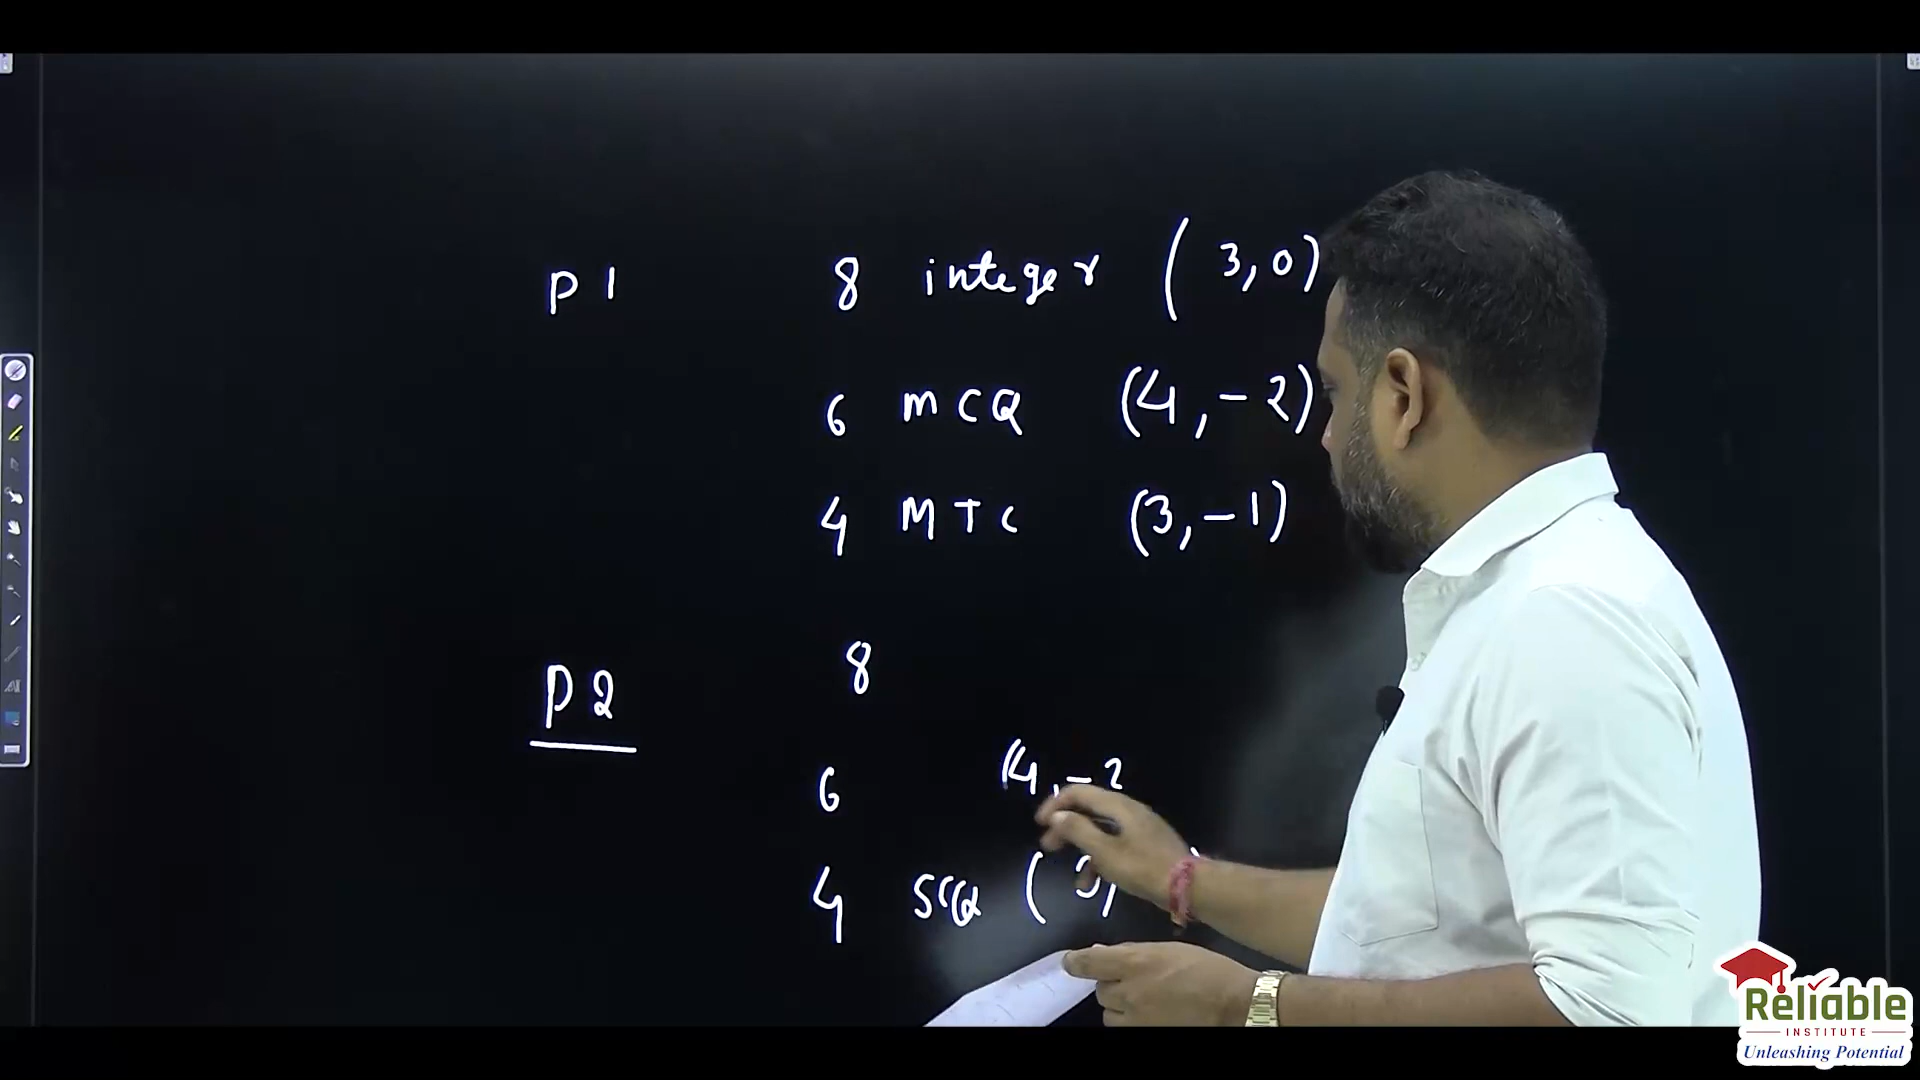 P1 8 integer (3,0)
6 MCQ (4,-2)
4 MTC (3,-1)
P2 8
6 (4,-2
4 SCQ (3,
Reliable
INSTITUTE
Unleashing Potential